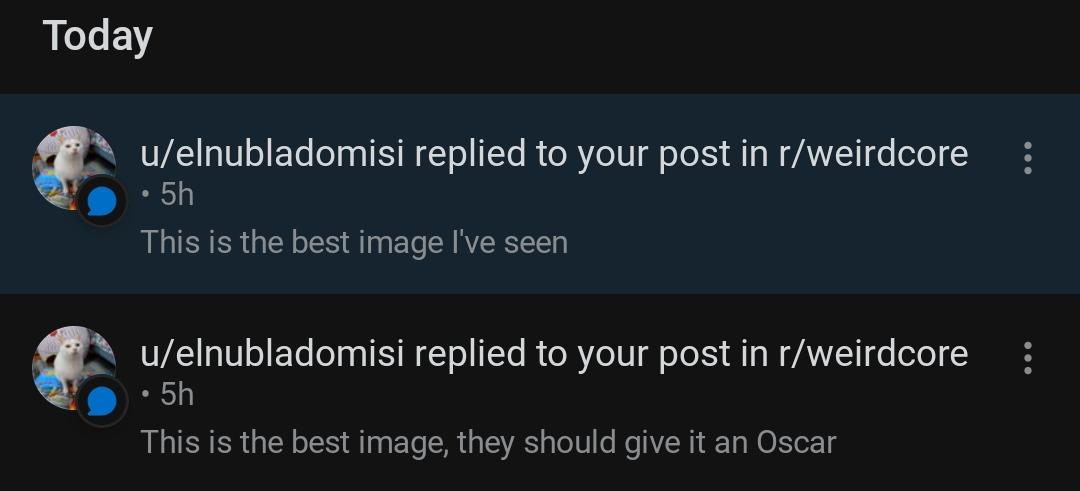 Today
u/elnubladomisi replied to your post in r/weirdcore
• 5h
This is the best image I've seen
u/elnubladomisi replied to your post in r/weirdcore
• 5h
This is the best image, they should give it an Oscar